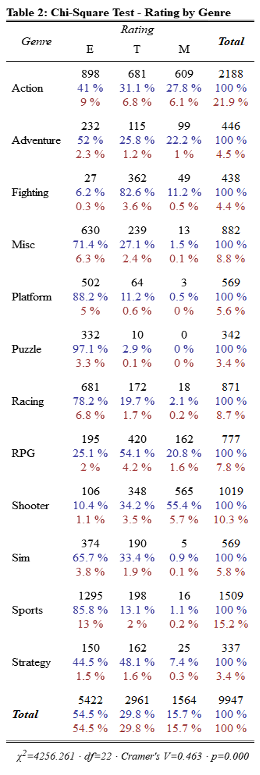 Table 2: Chi-Square Test - Rating by Genre
Genre Rating Total
E T M
898 681 609 2188
Action 41 % 31.1 % 27.8 % 100 %
9 % 6.8 % 6.1 % 21.9 %
232 115 99 446
Adventure 52 % 25.8 % 22.2 % 100 %
2.3 % 1.2 % 1 % 4.5 %
27 362 49 438
Fighting 6.2 % 82.6 % 11.2 % 100 %
0.3 % 3.6 % 0.5 % 4.4 %
630 239 13 882
Misc 71.4 % 27.1 % 1.5 % 100 %
6.3 % 2.4 % 0.1 % 8.8 %
502 64 3 569
Platform 88.2 % 11.2 % 0.5 % 100 %
5 % 0.6 % 0 % 5.6 %
332 10 0 342
Puzzle 97.1 % 2.9 % 0 % 100 %
3.3 % 0.1 % 0 % 3.4 %
681 172 18 871
Racing 78.2 % 19.7 % 2.1 % 100 %
6.8 % 1.7 % 0.2 % 8.7 %
195 420 162 777
RPG 25.1 % 54.1 % 20.8 % 100 %
2 % 4.2 % 1.6 % 7.8 %
106 348 565 1019
Shooter 10.4 % 34.2 % 55.4 % 100 %
1.1 % 3.5 % 5.7 % 10.3 %
374 190 5 569
Sim 65.7 % 33.4 % 0.9 % 100 %
3.8 % 1.9 % 0.1 % 5.8 %
1295 198 16 1509
Sports 85.8 % 13.1 % 1.1 % 100 %
13 % 2 % 0.2 % 15.2 %
150 162 25 337
Strategy 44.5 % 48.1 % 7.4 % 100 %
1.5 % 1.6 % 0.3 % 3.4 %
5422 2961 1564 9947
Total 54.5 % 29.8 % 15.7 % 100 %
54.5 % 29.8 % 15.7 % 100 %
χ²=4256.261 · df=22 · Cramer's V=0.463 · p=0.000